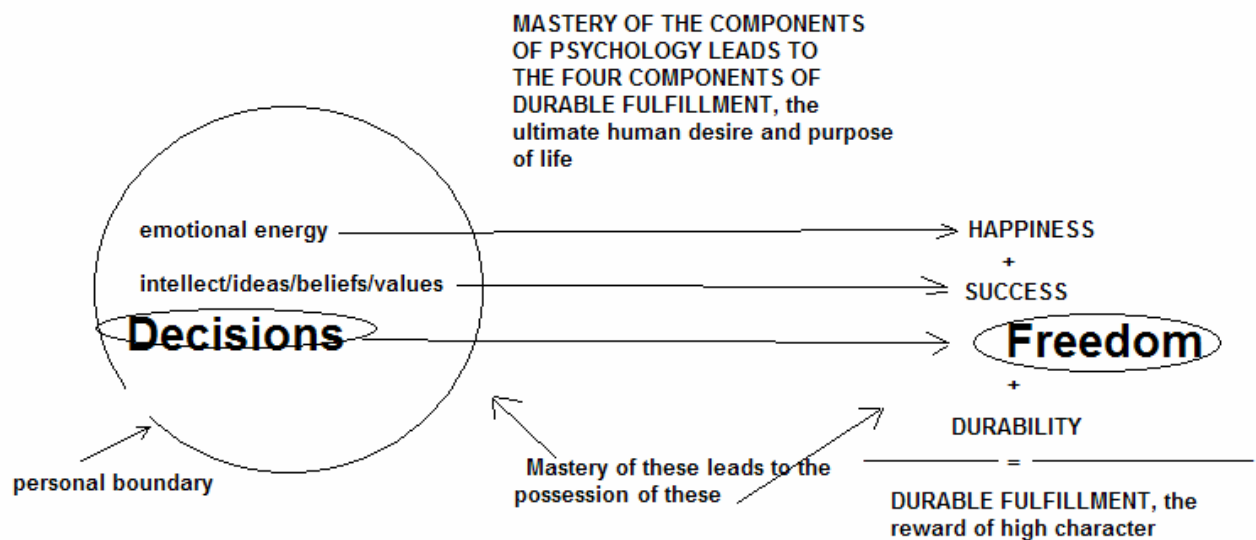 MASTERY OF THE COMPONENTS
OF PSYCHOLOGY LEADS TO
THE FOUR COMPONENTS OF
DURABLE FULFILLMENT, the
ultimate human desire and purpose
of life
emotional energy
HAPPINESS
+
intellect/ideas/beliefs/values
SUCCESS
Decisions
Freedom
+
DURABILITY
=
personal boundary
Mastery of these leads to the
possession of these
DURABLE FULFILLMENT, the
reward of high character